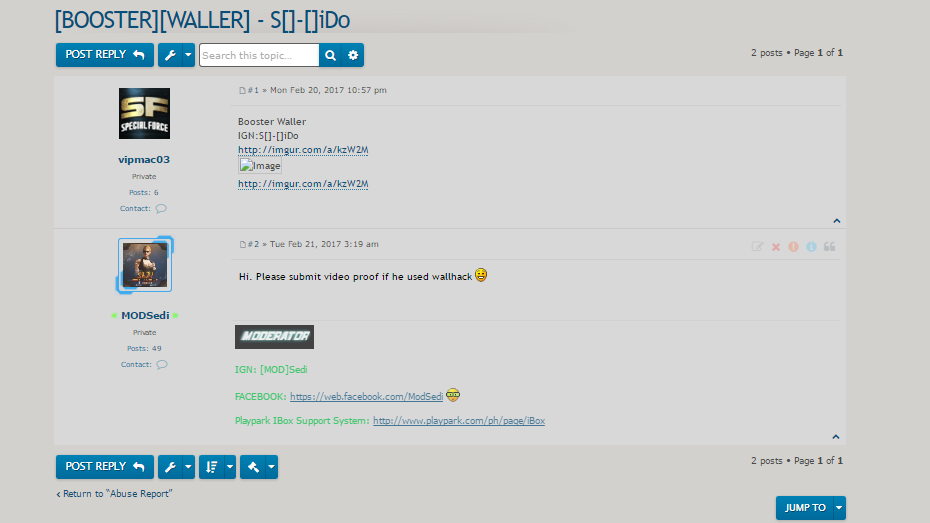 [BOOSTER][WALLER] - S[]-[]iDo
POST REPLY
Search this topic...
2 posts • Page 1 of 1
SF
SPECIAL FORCE
vipmac03
Private
Posts: 6
Contact:
#1 » Mon Feb 20, 2017 10:57 pm
Booster Waller
IGN:S[]-[]iDo
http://imgur.com/a/kzW2M
Image
http://imgur.com/a/kzW2M
MODSedi
Private
Posts: 49
Contact:
#2 » Tue Feb 21, 2017 3:19 am
Hi. Please submit video proof if he used wallhack
MODERATOR
IGN: [MOD]Sedi
FACEBOOK: https://web.facebook.com/ModSedi
Playpark IBox Support System: http://www.playpark.com/ph/page/iBox
POST REPLY
2 posts • Page 1 of 1
‹ Return to “Abuse Report”
JUMP TO